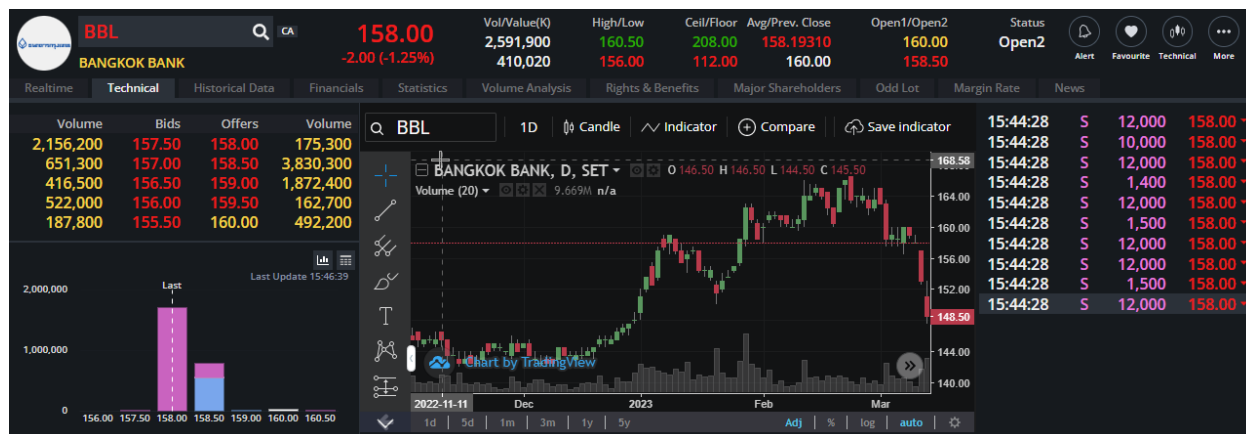 BBL CA 158.00 -2.00 (-1.25%)
BANGKOK BANK
Vol/Value(K) High/Low Ceil/Floor Avg/Prev. Close Open1/Open2 Status
2,591,900 160.50 208.00 158.19310 160.00 Open2
410,020 156.00 112.00 160.00 158.50
Alert Favourite Technical More
Realtime Technical Historical Data Financials Statistics Volume Analysis Rights & Benefits Major Shareholders Odd Lot Margin Rate News
Volume Bids Offers Volume
2,156,200 157.50 158.00 175,300
651,300 157.00 158.50 3,830,300
416,500 156.50 159.00 1,872,400
522,000 156.00 159.50 162,700
187,800 155.50 160.00 492,200
Last Update 15:46:39
Last
2,000,000
1,000,000
0
156.00 157.50 158.00 158.50 159.00 160.00 160.50
BBL 1D Candle Indicator Compare Save indicator
BANGKOK BANK, D, SET O 146.50 H 146.50 L 144.50 C 145.50
Volume (20) 9.669M n/a
168.58
164.00
160.00
156.00
152.00
148.50
144.00
140.00
Chart by TradingView
2022-11-11 Dec 2023 Feb Mar
1d 5d 1m 3m 1y 5y Adj % log auto
15:44:28 S 12,000 158.00
15:44:28 S 10,000 158.00
15:44:28 S 12,000 158.00
15:44:28 S 1,400 158.00
15:44:28 S 12,000 158.00
15:44:28 S 1,500 158.00
15:44:28 S 12,000 158.00
15:44:28 S 12,000 158.00
15:44:28 S 1,500 158.00
15:44:28 S 12,000 158.00